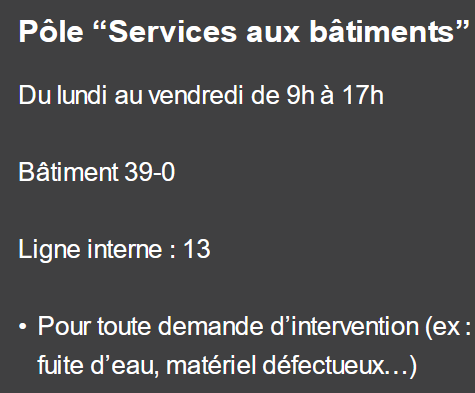 Pôle “Services aux bâtiments”
Du lundi au vendredi de 9h à 17h
Bâtiment 39-0
Ligne interne : 13
• Pour toute demande d’intervention (ex :
fuite d’eau, matériel défectueux…)